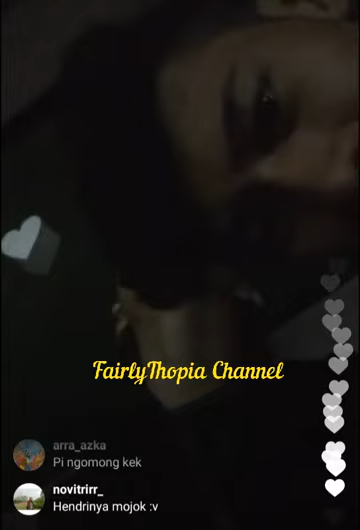 FairlyThopia Channel
arra_azka
Pi ngomong kek
novitrirr_
Hendrinya mojok :v